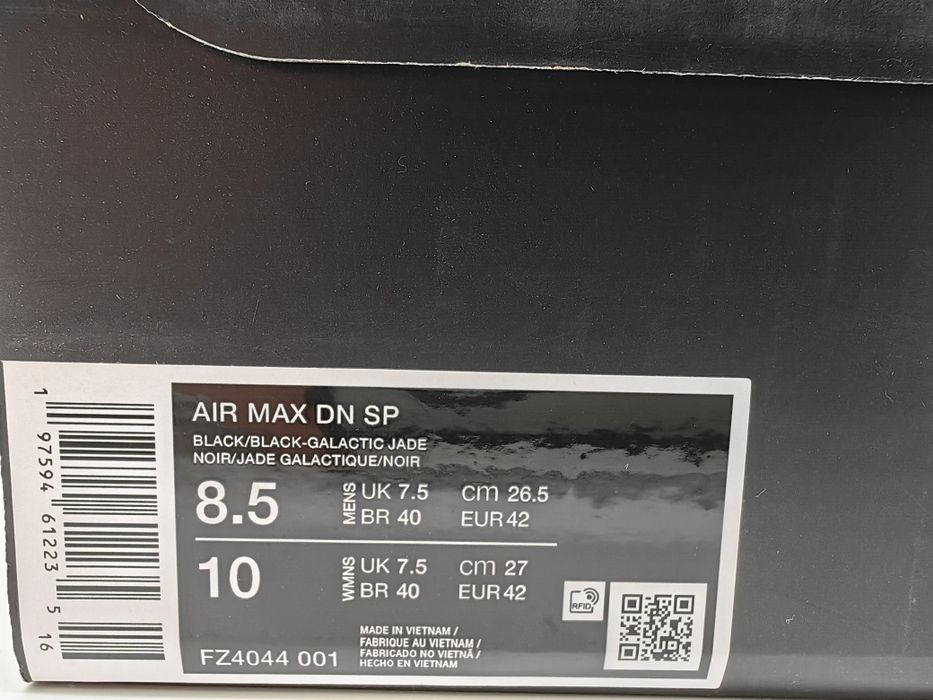 AIR MAX DN SP
BLACK/BLACK-GALACTIC JADE
NOIR/JADE GALACTIQUE/NOIR
8.5 MENS UK 7.5 cm 26.5
BR 40 EUR 42
10 WMNS UK 7.5 cm 27
BR 40 EUR 42
RFID
MADE IN VIETNAM /
FABRIQUE AU VIETNAM /
FABRICADO NO VIETNÃ /
HECHO EN VIETNAM
FZ4044 001
1 97594 61223 5 16